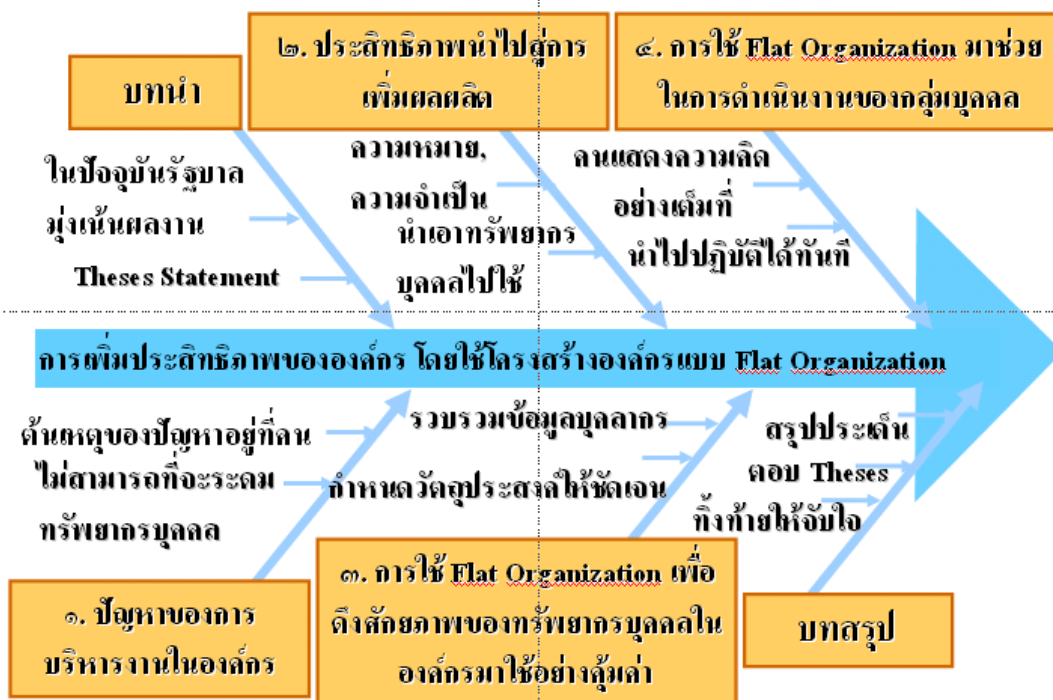 บทนำ
๒. ประสิทธิภาพนำไปสู่การ
เพิ่มผลผลิต
๔. การใช้ Flat Organization มาช่วย
ในการดำเนินงานของกลุ่มบุคคล
ในปัจจุบันรัฐบาล
มุ่งเน้นผลงาน
Theses Statement
ความหมาย,
ความจำเป็น
นำเอาทรัพยากร
บุคคลไปใช้
คนแสดงความคิด
อย่างเต็มที่
นำไปปฏิบัติได้ทันที
การเพิ่มประสิทธิภาพขององค์กร โดยใช้โครงสร้างองค์กรแบบ Flat Organization
ต้นเหตุของปัญหาอยู่ที่คน
ไม่สามารถที่จะระดม
ทรัพยากรบุคคล
รวบรวมข้อมูลบุคลากร
กำหนดวัตถุประสงค์ให้ชัดเจน
สรุปประเด็น
ตอบ Theses
ทิ้งท้ายให้จับใจ
๑. ปัญหาของการ
บริหารงานในองค์กร
๓. การใช้ Flat Organization เพื่อ
ดึงศักยภาพของทรัพยากรบุคคลใน
องค์กรมาใช้อย่างคุ้มค่า
บทสรุป